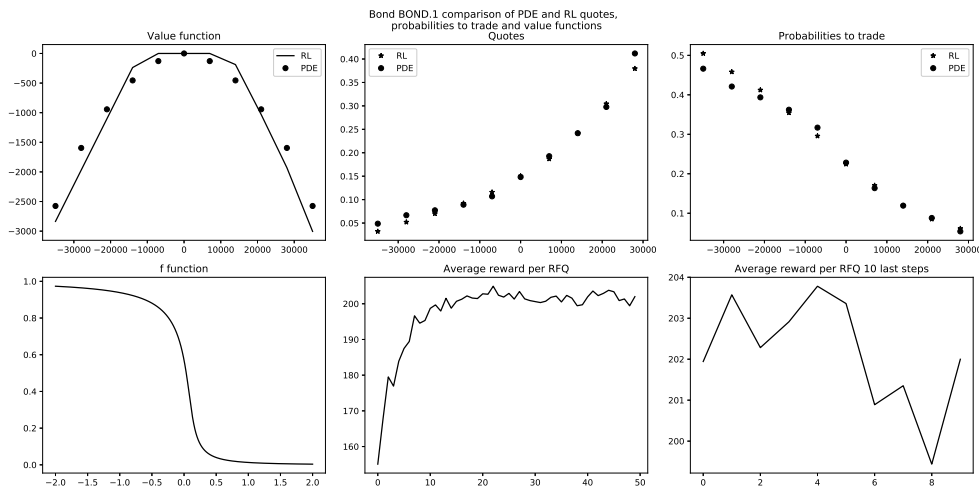 Bond BOND.1 comparison of PDE and RL quotes,
probabilities to trade and value functions
Value function
Quotes
Probabilities to trade
0
−500
−1000
−1500
−2000
−2500
−3000
RL
PDE
−30000 −20000 −10000 0 10000 20000 30000
0.40
0.35
0.30
0.25
0.20
0.15
0.10
0.05
RL
PDE
−30000 −20000 −10000 0 10000 20000 30000
0.5
0.4
0.3
0.2
0.1
RL
PDE
−30000 −20000 −10000 0 10000 20000 30000
f function
1.0
0.8
0.6
0.4
0.2
0.0
−2.0 −1.5 −1.0 −0.5 0.0 0.5 1.0 1.5 2.0
Average reward per RFQ
200
190
180
170
160
0 10 20 30 40 50
Average reward per RFQ 10 last steps
204
203
202
201
200
0 2 4 6 8